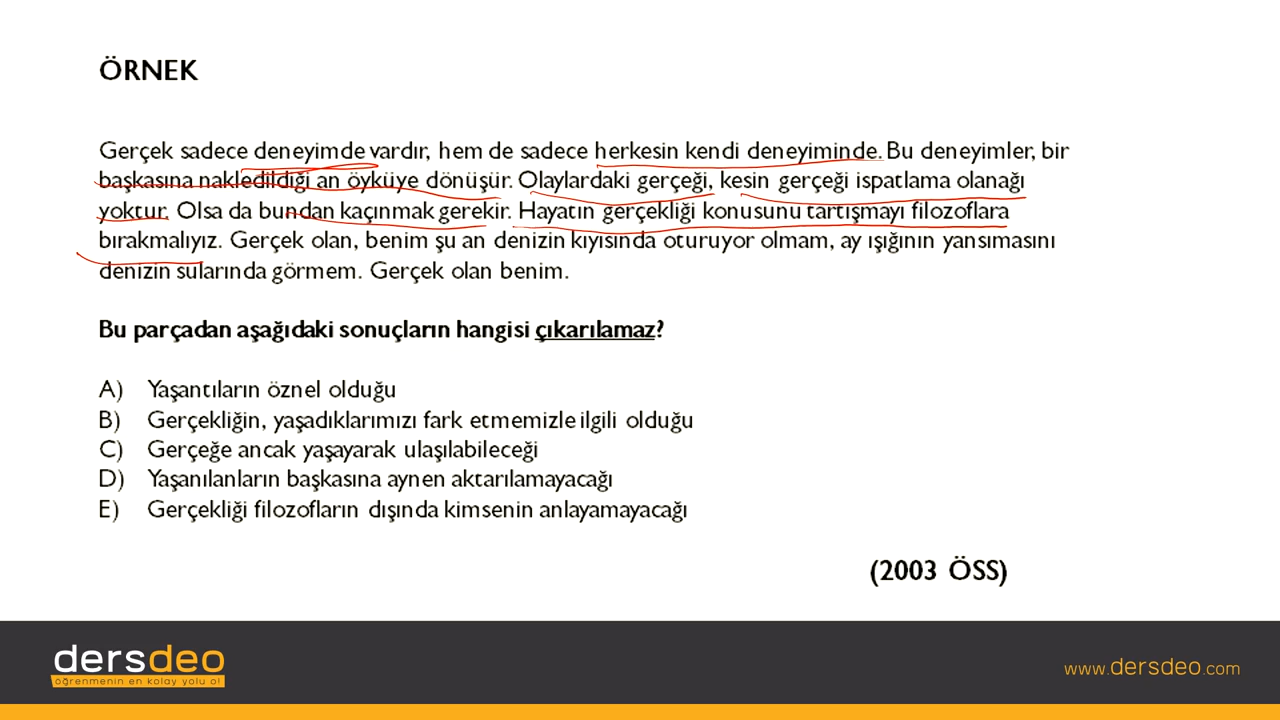 ÖRNEK
Gerçek sadece deneyimde vardır, hem de sadece herkesin kendi deneyiminde. Bu deneyimler, bir
başkasına nakledildiği an öyküye dönüşür. Olaylardaki gerçeği, kesin gerçeği ispatlama olanağı
yoktur. Olsa da bundan kaçınmak gerekir. Hayatın gerçekliği konusunu tartışmayı filozoflara
bırakmalıyız. Gerçek olan, benim şu an denizin kıyısında oturuyor olmam, ay ışığının yansımasını
denizin sularında görmem. Gerçek olan benim.
Bu parçadan aşağıdaki sonuçların hangisi çıkarılamaz?
A) Yaşantıların öznel olduğu
B) Gerçekliğin, yaşadıklarımızı fark etmemizle ilgili olduğu
C) Gerçeğe ancak yaşayarak ulaşılabileceği
D) Yaşanılanların başkasına aynen aktarılamayacağı
E) Gerçekliği filozofların dışında kimsenin anlayamayacağı
(2003 ÖSS)
dersdeo
öğrenmenin en kolay yolu o!
www.dersdeo.com